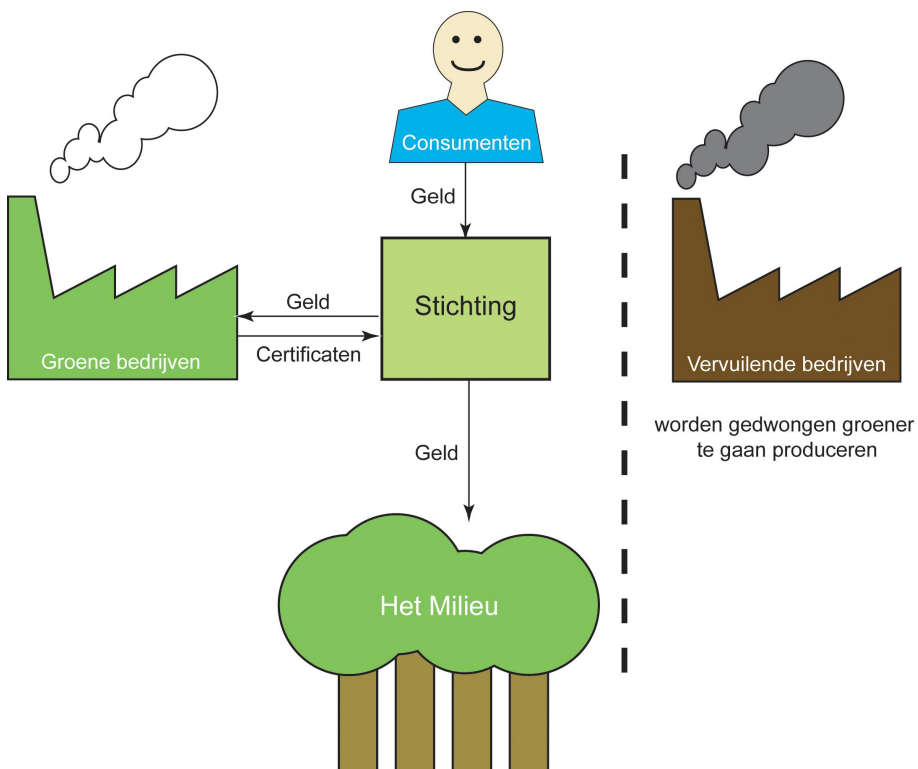 Consumenten
Geld
Stichting
Geld
Certificaten
Groene bedrijven
Vervuilende bedrijven
worden gedwongen groener
te gaan produceren
Geld
Het Milieu